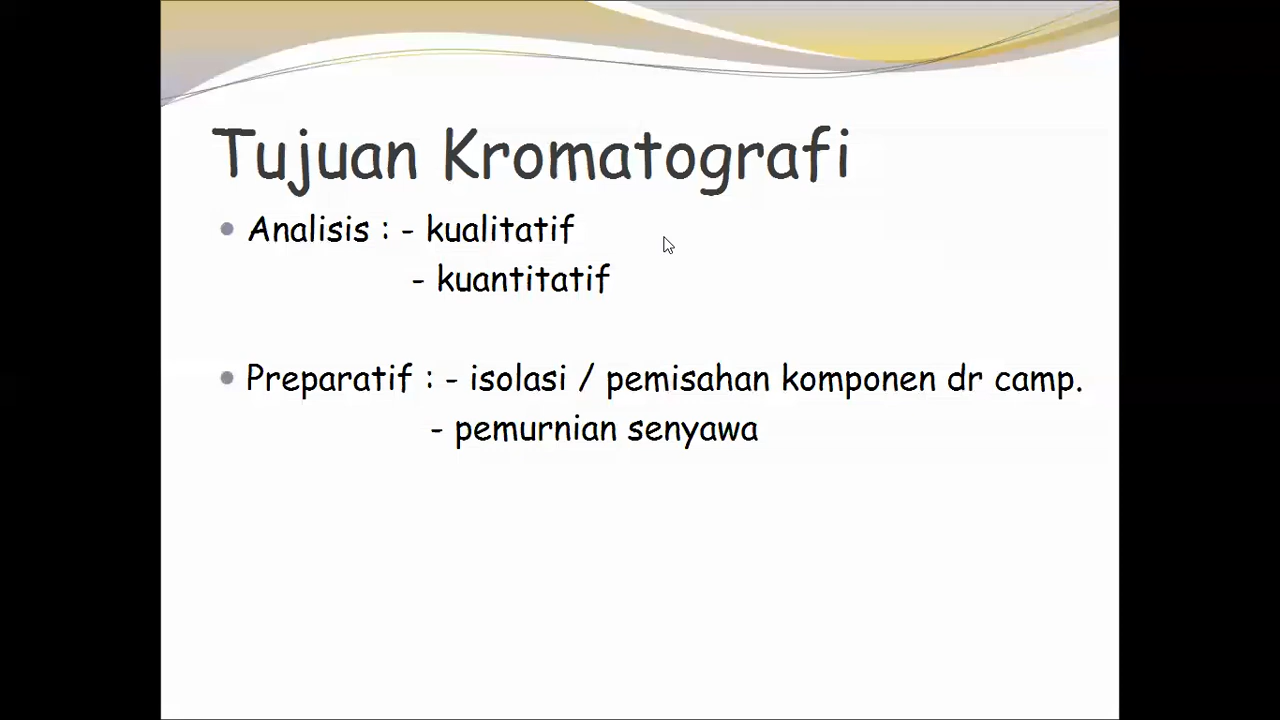 Tujuan Kromatografi
• Analisis : - kualitatif
- kuantitatif
• Preparatif : - isolasi / pemisahan komponen dr camp.
- pemurnian senyawa